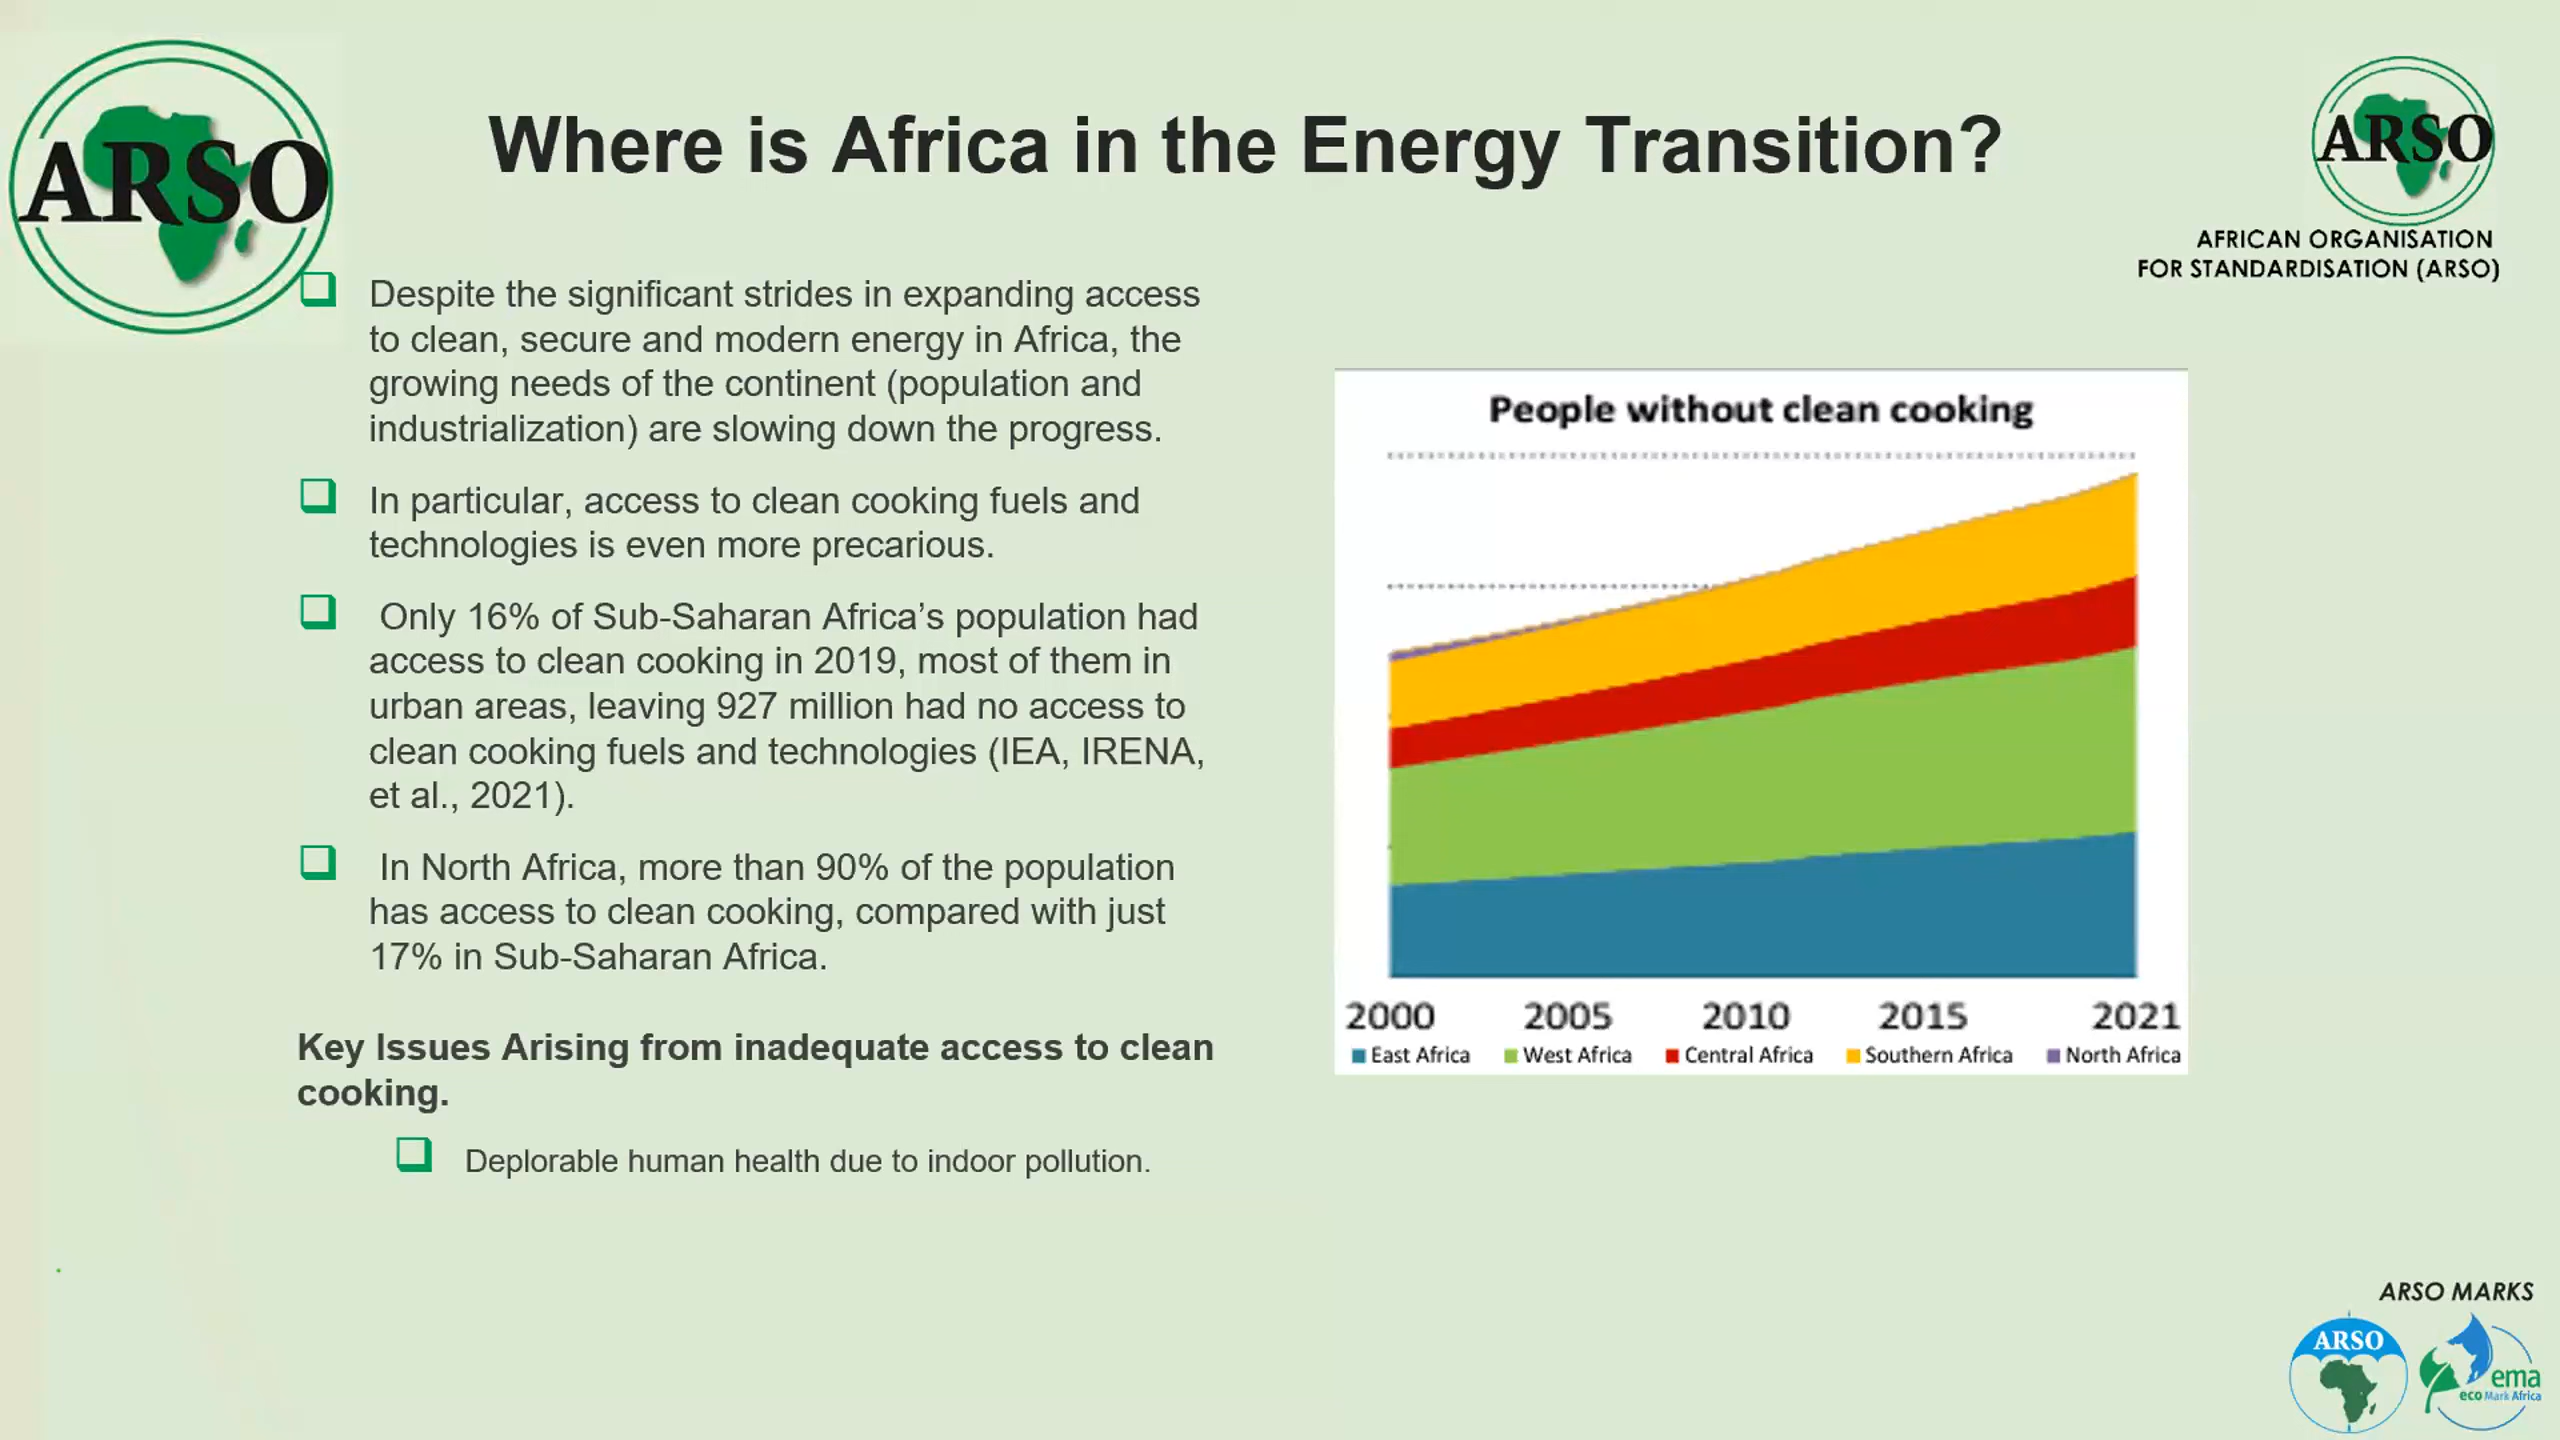 ARSO
Where is Africa in the Energy Transition?
ARSO
AFRICAN ORGANISATION
FOR STANDARDISATION (ARSO)
Despite the significant strides in expanding access
to clean, secure and modern energy in Africa, the
growing needs of the continent (population and
industrialization) are slowing down the progress.
In particular, access to clean cooking fuels and
technologies is even more precarious.
Only 16% of Sub-Saharan Africa’s population had
access to clean cooking in 2019, most of them in
urban areas, leaving 927 million had no access to
clean cooking fuels and technologies (IEA, IRENA,
et al., 2021).
In North Africa, more than 90% of the population
has access to clean cooking, compared with just
17% in Sub-Saharan Africa.
Key Issues Arising from inadequate access to clean
cooking.
Deplorable human health due to indoor pollution.
People without clean cooking
2000 2005 2010 2015 2021
East Africa West Africa Central Africa Southern Africa North Africa
ARSO MARKS
ARSO
ema
eco Mark Africa